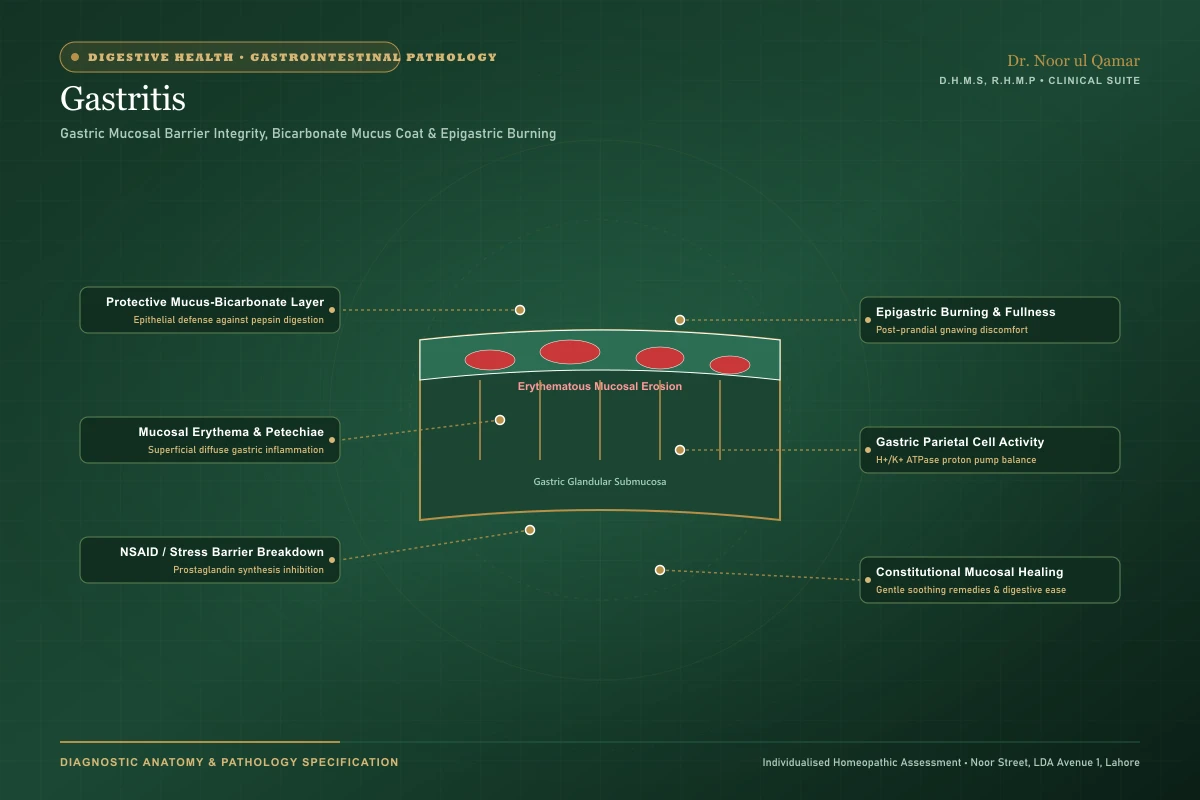 DIGESTIVE HEALTH • GASTROINTESTINAL PATHOLOGY
Gastritis
Gastric Mucosal Barrier Integrity, Bicarbonate Mucus Coat & Epigastric Burning
Dr. Noor ul Qamar
D.H.M.S, R.H.M.P • CLINICAL SUITE
Protective Mucus-Bicarbonate Layer
Epithelial defense against pepsin digestion
Mucosal Erythema & Petechiae
Superficial diffuse gastric inflammation
NSAID / Stress Barrier Breakdown
Prostaglandin synthesis inhibition
Erythematous Mucosal Erosion
Gastric Glandular Submucosa
Epigastric Burning & Fullness
Post-prandial gnawing discomfort
Gastric Parietal Cell Activity
H+/K+ ATPase proton pump balance
Constitutional Mucosal Healing
Gentle soothing remedies & digestive ease
DIAGNOSTIC ANATOMY & PATHOLOGY SPECIFICATION
Individualised Homeopathic Assessment • Noor Street, LDA Avenue 1, Lahore